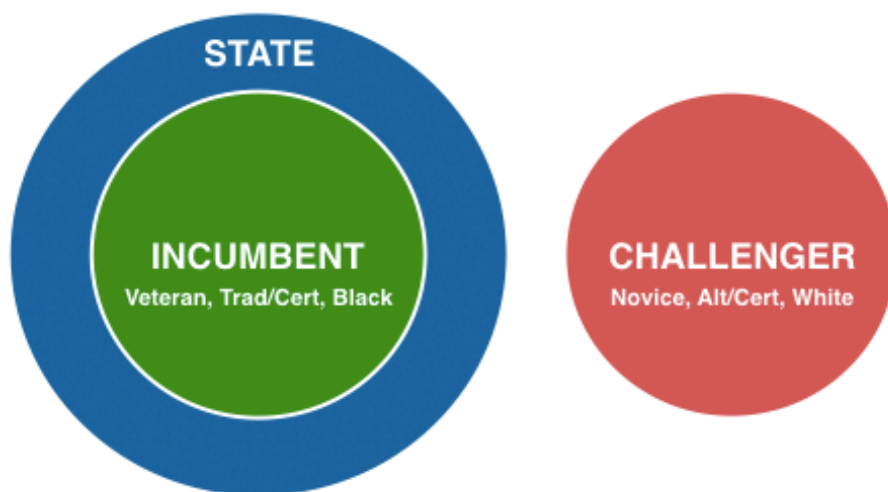 STATE
INCUMBENT
Veteran, Trad/Cert, Black
CHALLENGER
Novice, Alt/Cert, White